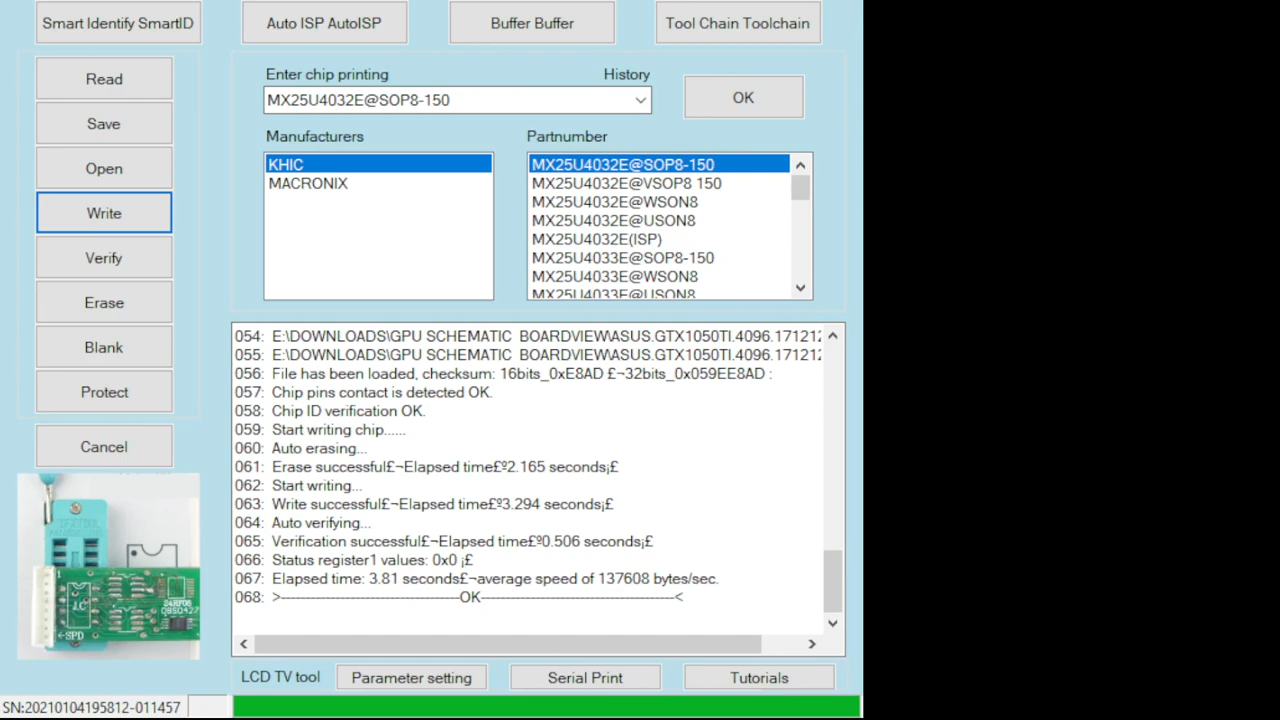 Smart Identify SmartID
Auto ISP AutoISP
Buffer Buffer
Tool Chain Toolchain
Read
Save
Open
Write
Verify
Erase
Blank
Protect
Cancel
Enter chip printing
History
MX25U4032E@SOP8-150
OK
Manufacturers
KHIC
MACRONIX
Partnumber
MX25U4032E@SOP8-150
MX25U4032E@VSOP8 150
MX25U4032E@WSON8
MX25U4032E@USON8
MX25U4032E(ISP)
MX25U4033E@SOP8-150
MX25U4033E@WSON8
MX25U4033E@USON8
054: E:\DOWNLOADS\GPU SCHEMATIC BOARDVIEW\ASUS.GTX1050TI.4096.171212
055: E:\DOWNLOADS\GPU SCHEMATIC BOARDVIEW\ASUS.GTX1050TI.4096.171212
056: File has been loaded, checksum: 16bits_0xE8AD £¬32bits_0x059EE8AD :
057: Chip pins contact is detected OK.
058: Chip ID verification OK.
059: Start writing chip......
060: Auto erasing...
061: Erase successful£¬Elapsed time£º2.165 seconds¡£
062: Start writing...
063: Write successful£¬Elapsed time£º3.294 seconds¡£
064: Auto verifying...
065: Verification successful£¬Elapsed time£º0.506 seconds¡£
066: Status register1 values: 0x0 ¡£
067: Elapsed time: 3.81 seconds£¬average speed of 137608 bytes/sec.
068: >----------------------------------OK-------------------------------------<
I.C
←SPD
LCD TV tool
Parameter setting
Serial Print
Tutorials
SN:20210104195812-011457